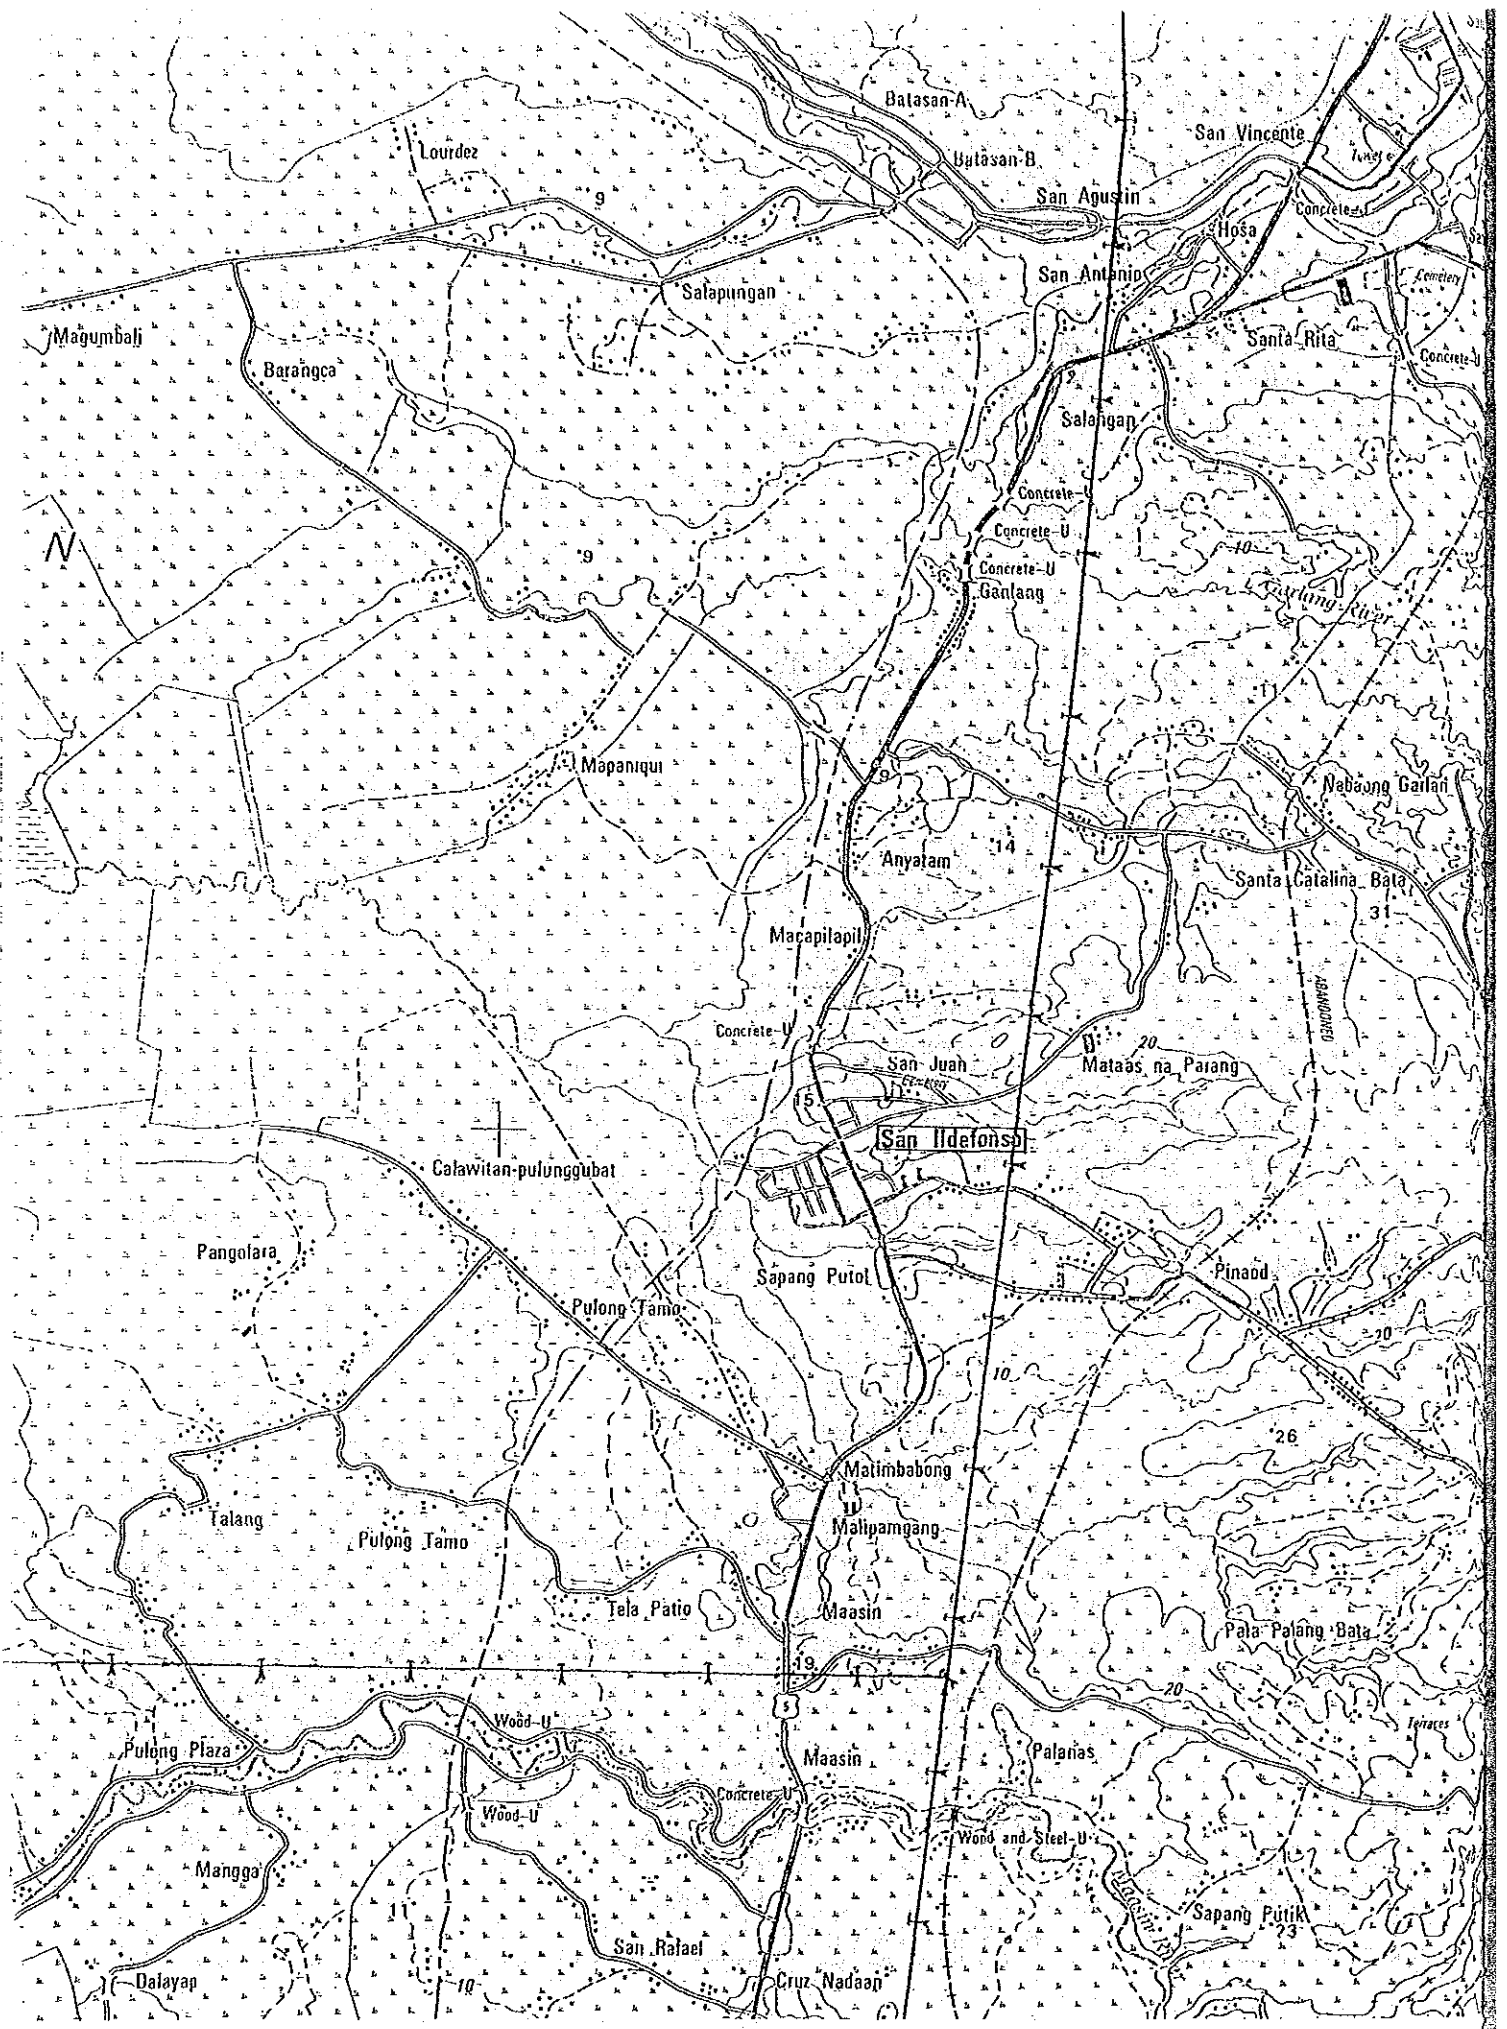 Batasan-A
Lourdez
San Vincente
Batasan-B
9
San Agustin
Concrete-U
Hosa
San Antonio
Cemetery
Salapungan
Magumbali
Santa Rita
Concrete-U
Barangca
9
Salangan
Concrete-U
Concrete-U
N
9
10
Concrete-U
Ganlang
11
Mapaniqui
9
Nabaong Garlan
14
Anyatam
Santa Catalina Bata
31
Macapilapil
ABANDONED
Concrete-U
20
San Juan
Mataas na Parang
Cemetery
15
San Ildefonso
Calawitan-pulunggubat
Pangolara
Sapang Putol
Pinaod
Pulong Tamo
20
10
26
Matimbabong
Talang
Malipamgang
Pulong Tamo
Tela Patio
Maasin
Pala Palang Bata
19
20
5
Wood-U
Terraces
Pulong Plaza
Maasin
Palanas
Concrete-U
Wood-U
Wood and Steel-U
Mangga
11
Sapang Putik
23
San Rafael
Dalayap
10
Cruz Nadaan